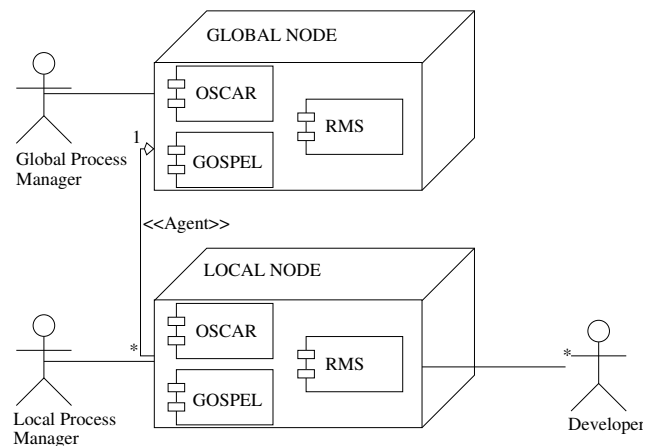 GLOBAL NODE
OSCAR
RMS
GOSPEL
1
Global Process
Manager
<<Agent>>
LOCAL NODE
OSCAR
RMS
GOSPEL
*
*
Local Process
Manager
Developer